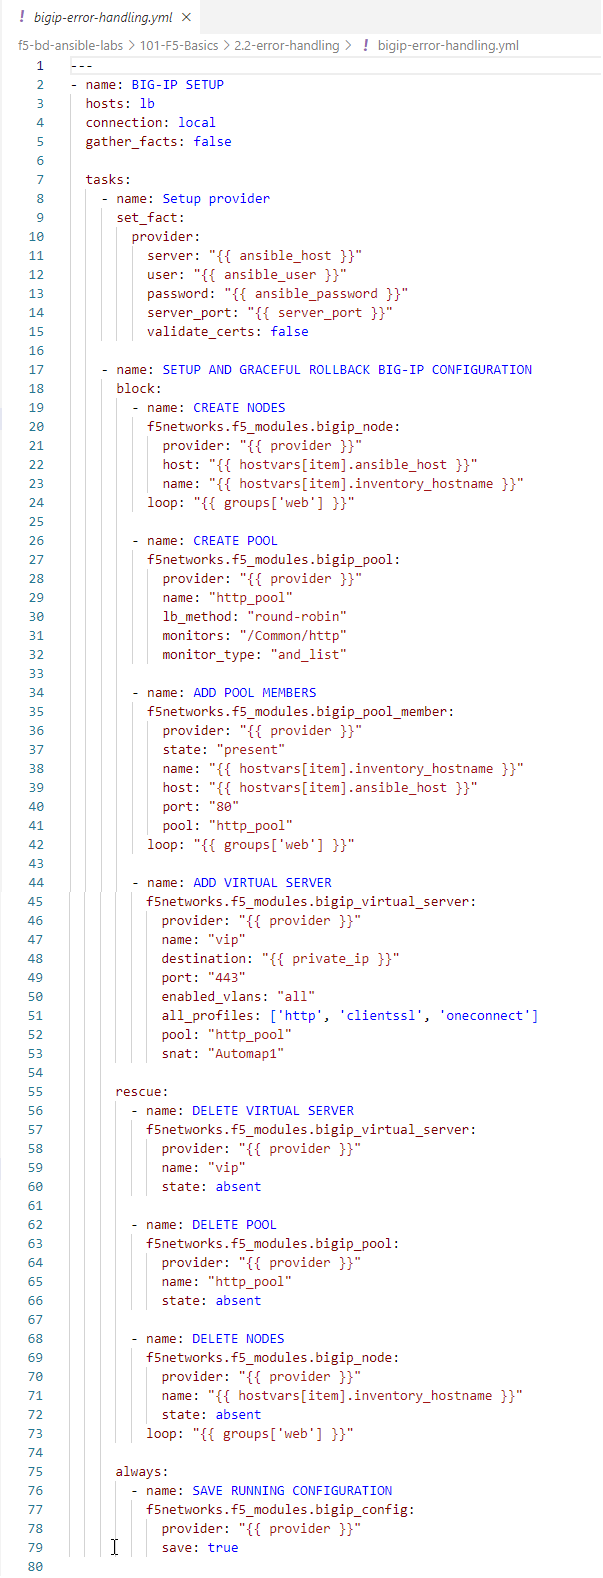 ! bigip-error-handling.yml ×
f5-bd-ansible-labs > 101-F5-Basics > 2.2-error-handling > ! bigip-error-handling.yml
1 ---
2 - name: BIG-IP SETUP
3   hosts: lb
4   connection: local
5   gather_facts: false
6
7   tasks:
8     - name: Setup provider
9       set_fact:
10         provider:
11           server: "{{ ansible_host }}"
12           user: "{{ ansible_user }}"
13           password: "{{ ansible_password }}"
14           server_port: "{{ server_port }}"
15           validate_certs: false
16
17     - name: SETUP AND GRACEFUL ROLLBACK BIG-IP CONFIGURATION
18       block:
19         - name: CREATE NODES
20           f5networks.f5_modules.bigip_node:
21             provider: "{{ provider }}"
22             host: "{{ hostvars[item].ansible_host }}"
23             name: "{{ hostvars[item].inventory_hostname }}"
24           loop: "{{ groups['web'] }}"
25
26         - name: CREATE POOL
27           f5networks.f5_modules.bigip_pool:
28             provider: "{{ provider }}"
29             name: "http_pool"
30             lb_method: "round-robin"
31             monitors: "/Common/http"
32             monitor_type: "and_list"
33
34         - name: ADD POOL MEMBERS
35           f5networks.f5_modules.bigip_pool_member:
36             provider: "{{ provider }}"
37             state: "present"
38             name: "{{ hostvars[item].inventory_hostname }}"
39             host: "{{ hostvars[item].ansible_host }}"
40             port: "80"
41             pool: "http_pool"
42           loop: "{{ groups['web'] }}"
43
44         - name: ADD VIRTUAL SERVER
45           f5networks.f5_modules.bigip_virtual_server:
46             provider: "{{ provider }}"
47             name: "vip"
48             destination: "{{ private_ip }}"
49             port: "443"
50             enabled_vlans: "all"
51             all_profiles: ['http', 'clientssl', 'oneconnect']
52             pool: "http_pool"
53             snat: "Automap1"
54
55       rescue:
56         - name: DELETE VIRTUAL SERVER
57           f5networks.f5_modules.bigip_virtual_server:
58             provider: "{{ provider }}"
59             name: "vip"
60             state: absent
61
62         - name: DELETE POOL
63           f5networks.f5_modules.bigip_pool:
64             provider: "{{ provider }}"
65             name: "http_pool"
66             state: absent
67
68         - name: DELETE NODES
69           f5networks.f5_modules.bigip_node:
70             provider: "{{ provider }}"
71             name: "{{ hostvars[item].inventory_hostname }}"
72             state: absent
73           loop: "{{ groups['web'] }}"
74
75       always:
76         - name: SAVE RUNNING CONFIGURATION
77           f5networks.f5_modules.bigip_config:
78             provider: "{{ provider }}"
79             save: true
80